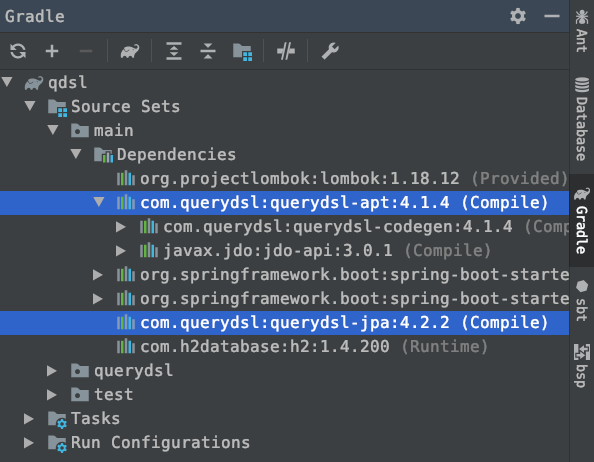 Gradle
qdsl
Source Sets
main
Dependencies
org.projectlombok:lombok:1.18.12 (Provided)
com.querydsl:querydsl-apt:4.1.4 (Compile)
com.querydsl:querydsl-codegen:4.1.4 (Comp
javax.jdo:jdo-api:3.0.1 (Compile)
org.springframework.boot:spring-boot-starte
org.springframework.boot:spring-boot-starte
com.querydsl:querydsl-jpa:4.2.2 (Compile)
com.h2database:h2:1.4.200 (Runtime)
querydsl
test
Tasks
Run Configurations
Ant
Database
Gradle
sbt
bsp